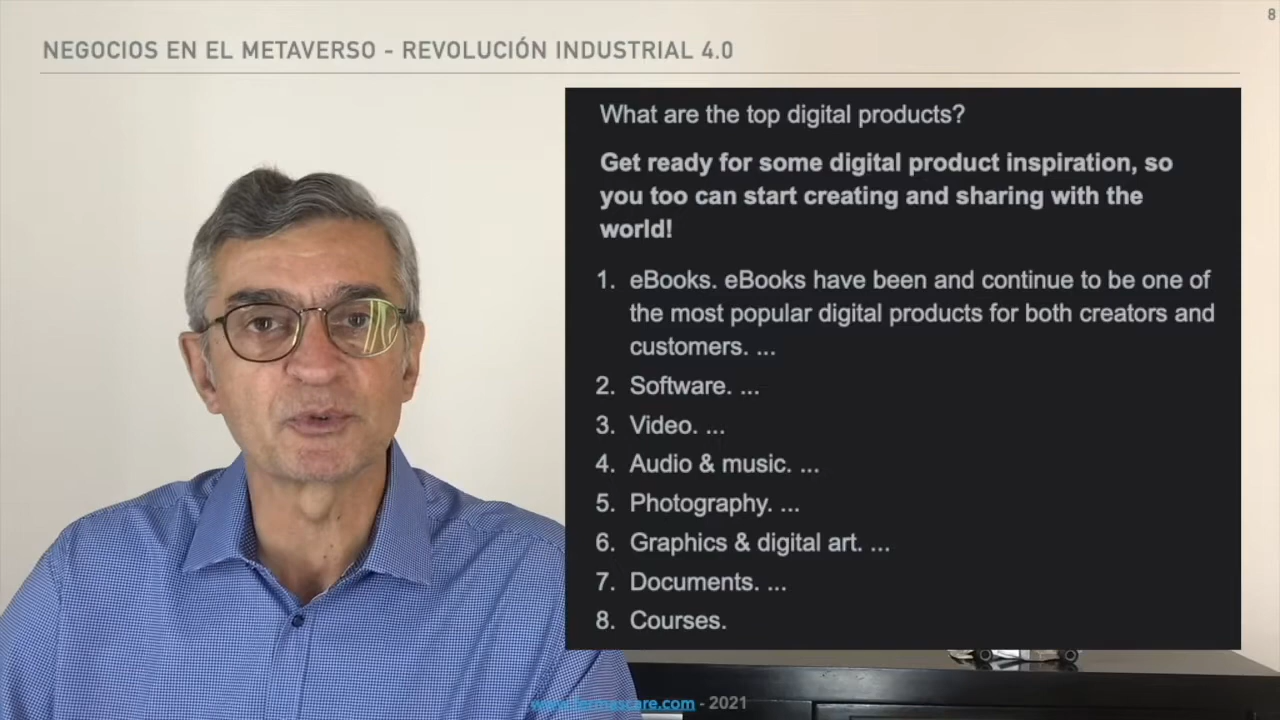 8
NEGOCIOS EN EL METAVERSO - REVOLUCIÓN INDUSTRIAL 4.0
What are the top digital products?
Get ready for some digital product inspiration, so
you too can start creating and sharing with the
world!
1. eBooks. eBooks have been and continue to be one of
the most popular digital products for both creators and
customers. ...
2. Software. ...
3. Video. ...
4. Audio & music. ...
5. Photography. ...
6. Graphics & digital art. ...
7. Documents. ...
8. Courses.
- 2021